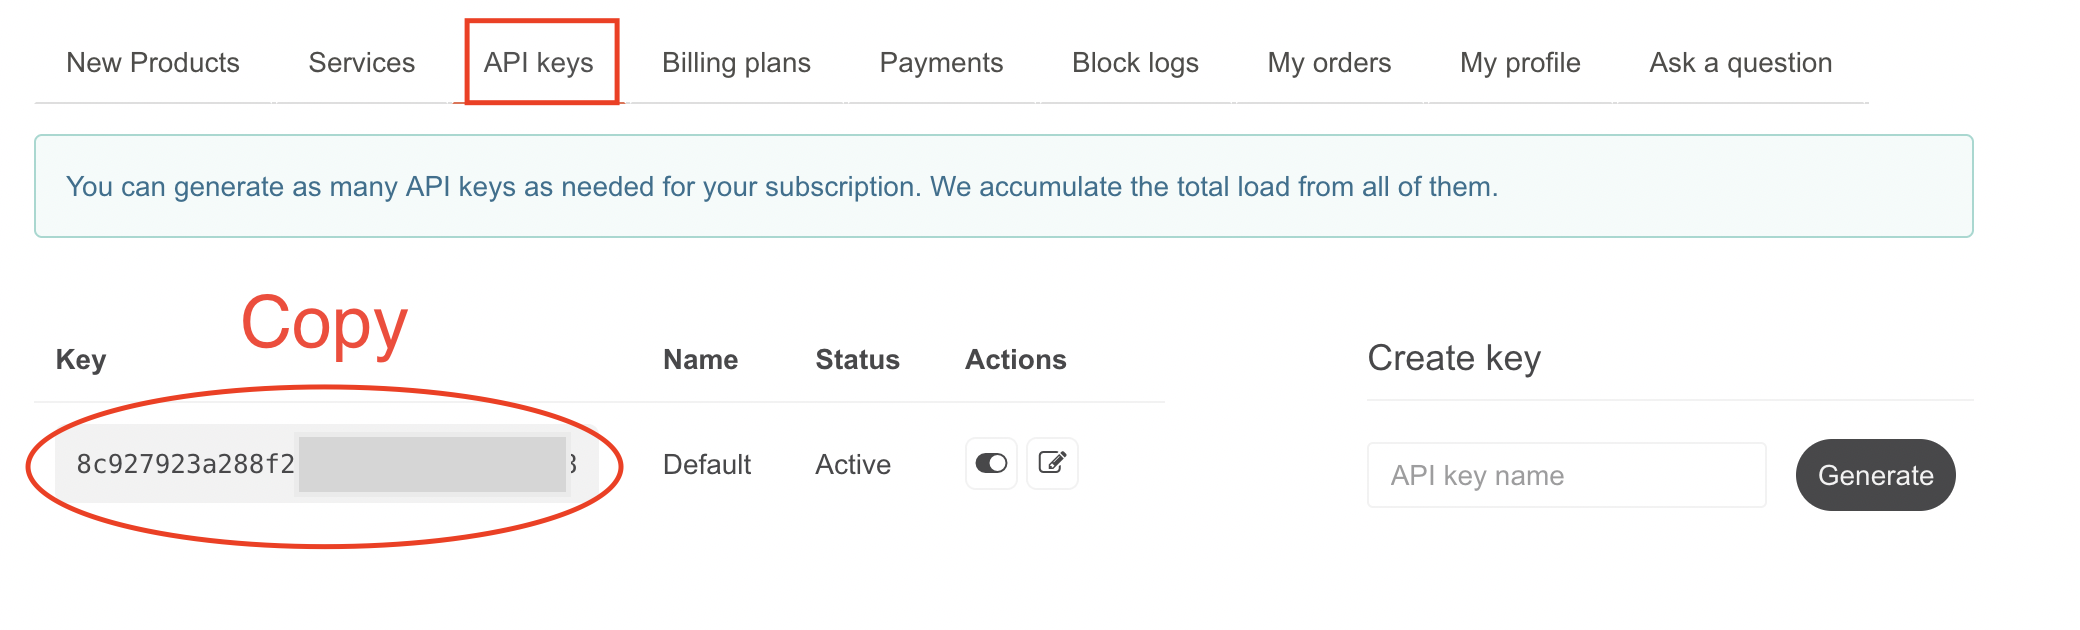 New Products Services API keys Billing plans Payments Block logs My orders My profile Ask a question
You can generate as many API keys as needed for your subscription. We accumulate the total load from all of them.
Copy
Key Name Status Actions Create key
8c927923a288f2 Default Active API key name Generate